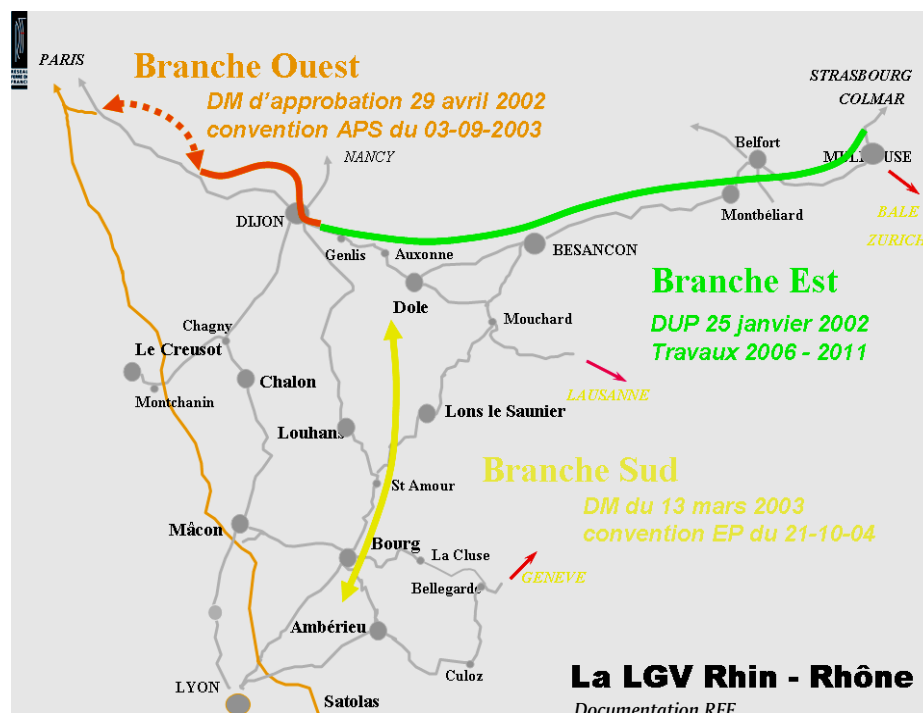 RESEAU
FERRE DE
FRANCE
PARIS
Branche Ouest
DM d'approbation 29 avril 2002
convention APS du 03-09-2003
STRASBOURG
COLMAR
NANCY
Belfort
BALE
ZURICH
DIJON
Montbéliard
Genlis
Auxonne
BESANCON
Dole
Branche Est
DUP 25 janvier 2002
Travaux 2006 - 2011
Mouchard
Chagny
Le Creusot
Montchanin
Chalon
LAUSANNE
Lons le Saunier
Louhans
Branche Sud
St Amour
DM du 13 mars 2003
convention EP du 21-10-04
Mâcon
Bourg
La Cluse
GENEVE
Bellegarde
Ambérieu
Culoz
LYON
Satolas
La LGV Rhin - Rhône
Documentation RFF